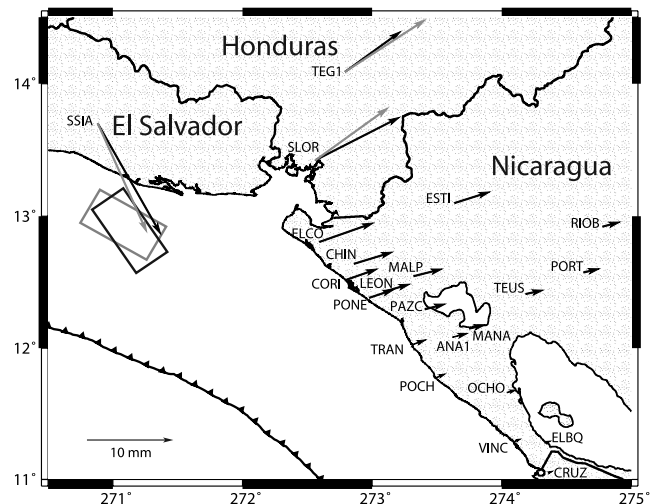 Honduras
14°
TEG1
SSIA
El Salvador
SLOR
Nicaragua
ESTI
13°
RIOB
ELCO
CHIN
PORT
MALP
CORI
LEON
TEUS
PONE
PAZC
MANA
12°
TRAN
ANA1
POCH
OCHO
10 mm
VINC
ELBQ
CRUZ
11°
271°
272°
273°
274°
275°